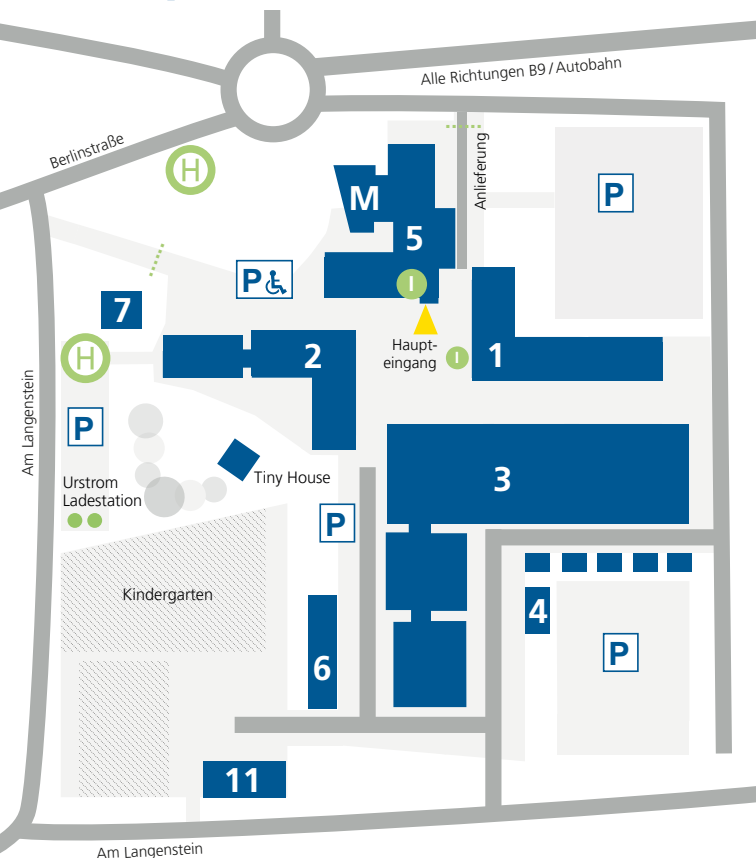 Alle Richtungen B9/Autobahn
Berlinstraße
H
Anlieferung
M
P
5
P
I
7
H
2
Haupt-
eingang
I
1
Am Langenstein
P
3
Tiny House
Urstrom
Ladestation
P
Kindergarten
4
P
6
11
Am Langenstein